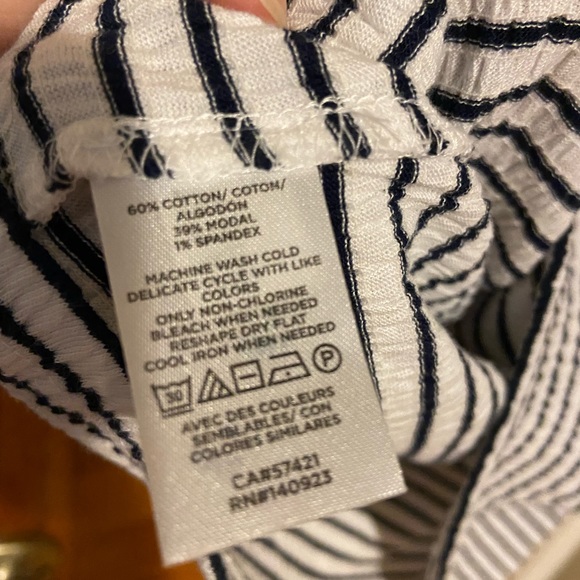 60% COTTON/ COTON/
ALGODÓN
39% MODAL
1% SPANDEX
MACHINE WASH COLD
DELICATE CYCLE WITH LIKE
COLORS
ONLY NON-CHLORINE
BLEACH WHEN NEEDED
RESHAPE DRY FLAT
COOL IRON WHEN NEEDED
30 P
AVEC DES COULEURS
SENBLABLES/ CON
COLORES SIMILARES
CA#57421
RN#140923